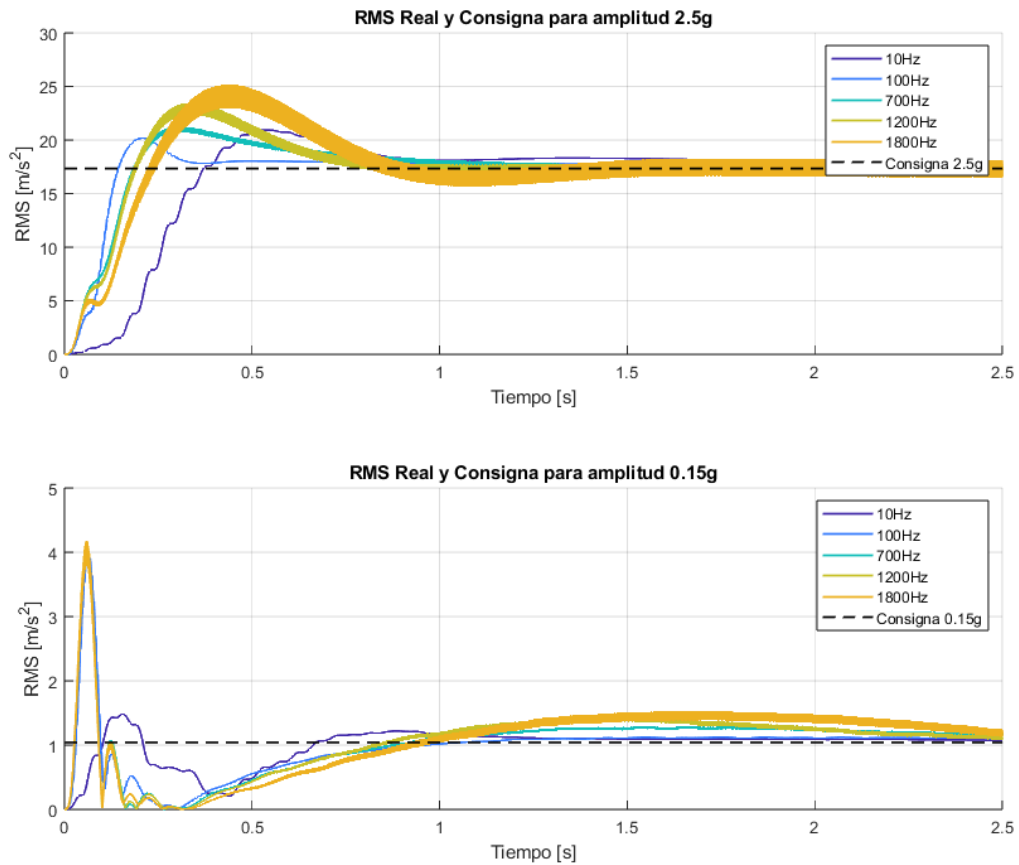 RMS Real y Consigna para amplitud 2.5g
30
25
20
15
10
5
0
RMS [m/s²]
10Hz
100Hz
700Hz
1200Hz
1800Hz
Consigna 2.5g
0 0.5 1 1.5 2 2.5
Tiempo [s]
RMS Real y Consigna para amplitud 0.15g
5
4
3
2
1
0
RMS [m/s²]
10Hz
100Hz
700Hz
1200Hz
1800Hz
Consigna 0.15g
0 0.5 1 1.5 2 2.5
Tiempo [s]